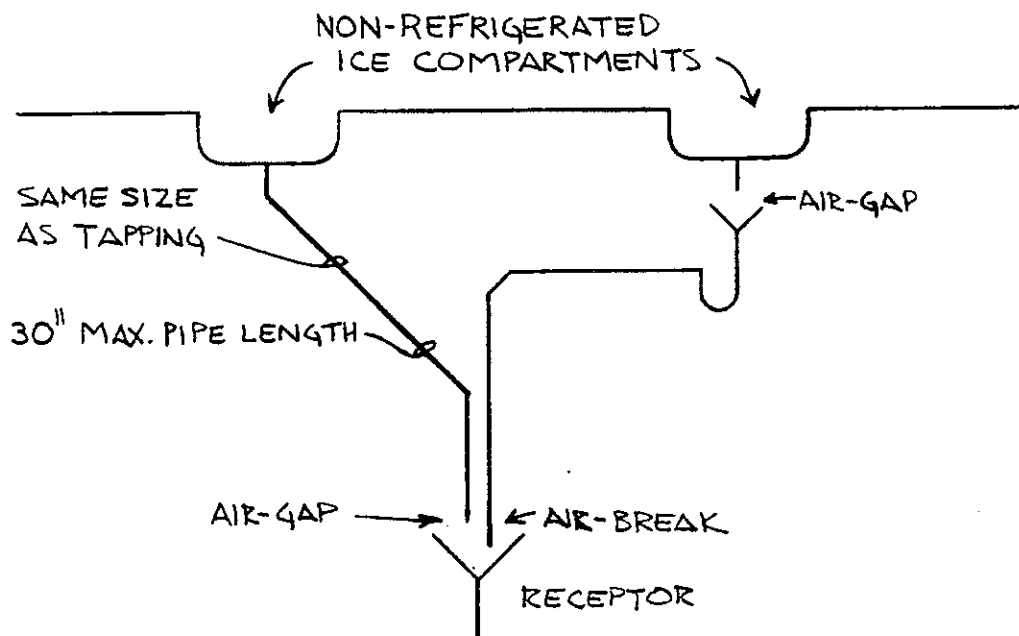 NON-REFRIGERATED
ICE COMPARTMENTS
SAME SIZE
AS TAPPING
AIR-GAP
30" MAX. PIPE LENGTH
AIR-GAP
AIR-BREAK
RECEPTOR